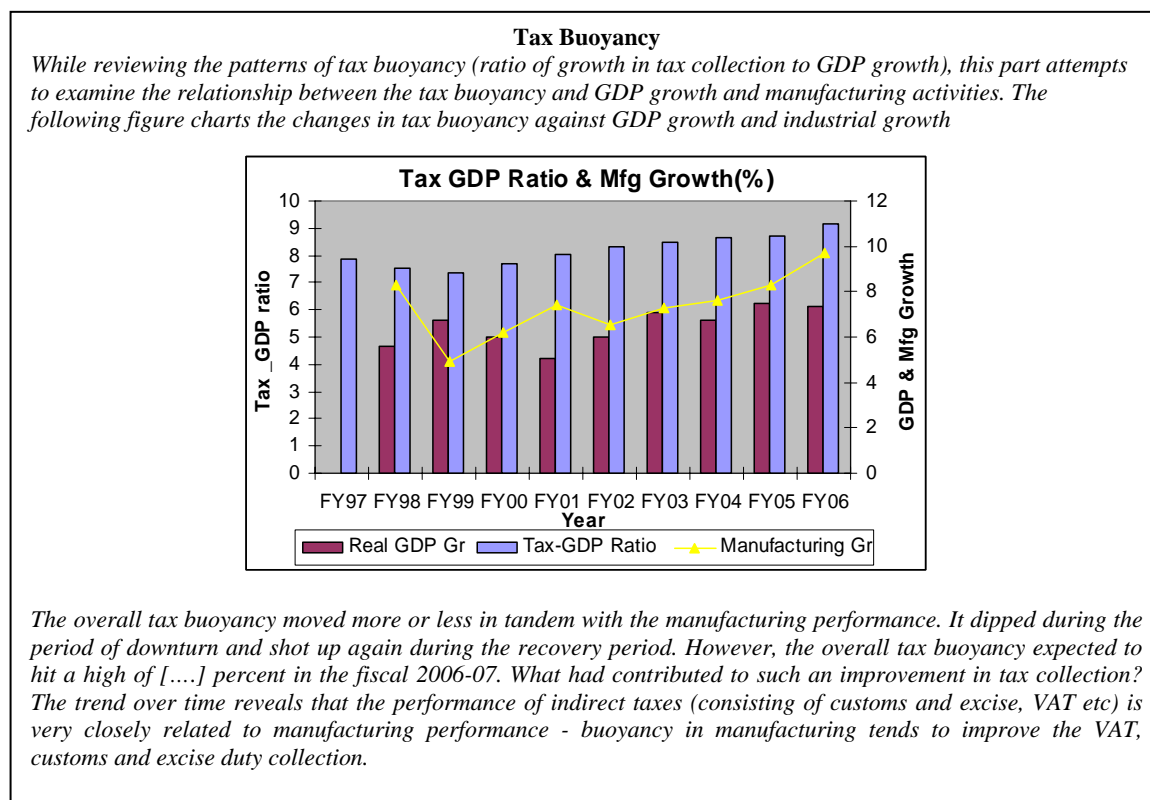 Tax Buoyancy
While reviewing the patterns of tax buoyancy (ratio of growth in tax collection to GDP growth), this part attempts
to examine the relationship between the tax buoyancy and GDP growth and manufacturing activities. The
following figure charts the changes in tax buoyancy against GDP growth and industrial growth
Tax GDP Ratio & Mfg Growth(%)
10
9
8
7
6
5
4
3
2
1
0
Tax _GDP ratio
12
10
8
6
4
2
0
GDP & Mfg Growth
FY97 FY98 FY99 FY00 FY01 FY02 FY03 FY04 FY05 FY06
Year
Real GDP Gr Tax-GDP Ratio Manufacturing Gr
The overall tax buoyancy moved more or less in tandem with the manufacturing performance. It dipped during the
period of downturn and shot up again during the recovery period. However, the overall tax buoyancy expected to
hit a high of [….] percent in the fiscal 2006-07. What had contributed to such an improvement in tax collection?
The trend over time reveals that the performance of indirect taxes (consisting of customs and excise, VAT etc) is
very closely related to manufacturing performance - buoyancy in manufacturing tends to improve the VAT,
customs and excise duty collection.